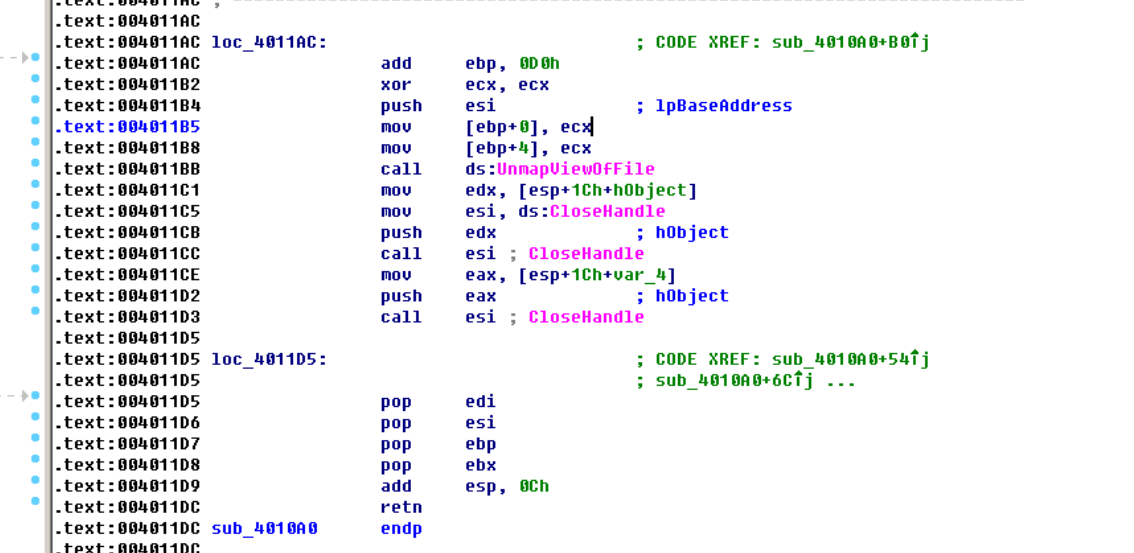 .text:004011AC ; ---------------------------------------------------------------------------
.text:004011AC
.text:004011AC loc_4011AC: ; CODE XREF: sub_4010A0+B0↑j
.text:004011AC add ebp, 0D0h
.text:004011B2 xor ecx, ecx
.text:004011B4 push esi ; lpBaseAddress
.text:004011B5 mov [ebp+0], ecx
.text:004011B8 mov [ebp+4], ecx
.text:004011BB call ds:UnmapViewOfFile
.text:004011C1 mov edx, [esp+1Ch+hObject]
.text:004011C5 mov esi, ds:CloseHandle
.text:004011CB push edx ; hObject
.text:004011CC call esi ; CloseHandle
.text:004011CE mov eax, [esp+1Ch+var_4]
.text:004011D2 push eax ; hObject
.text:004011D3 call esi ; CloseHandle
.text:004011D5
.text:004011D5 loc_4011D5: ; CODE XREF: sub_4010A0+54↑j
.text:004011D5 ; sub_4010A0+6C↑j ...
.text:004011D5 pop edi
.text:004011D6 pop esi
.text:004011D7 pop ebp
.text:004011D8 pop ebx
.text:004011D9 add esp, 0Ch
.text:004011DC retn
.text:004011DC sub_4010A0 endp
.text:004011DC